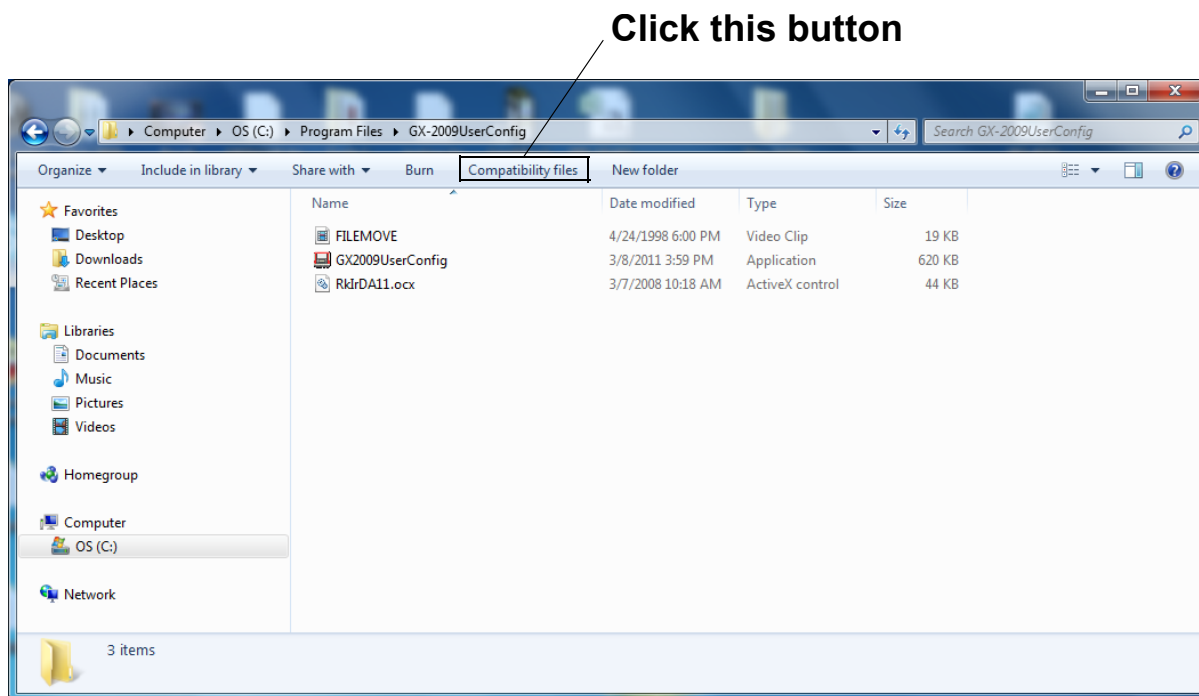 Click this button
Computer OS (C:) Program Files GX-2009UserConfig Search GX-2009UserConfig
Organize Include in library Share with Burn Compatibility files New folder
Name Date modified Type Size
Favorites
Desktop
Downloads
Recent Places
Libraries
Documents
Music
Pictures
Videos
Homegroup
Computer
OS (C:)
Network
FILEMOVE 4/24/1998 6:00 PM Video Clip 19 KB
GX2009UserConfig 3/8/2011 3:59 PM Application 620 KB
RkIrDA11.ocx 3/7/2008 10:18 AM ActiveX control 44 KB
3 items